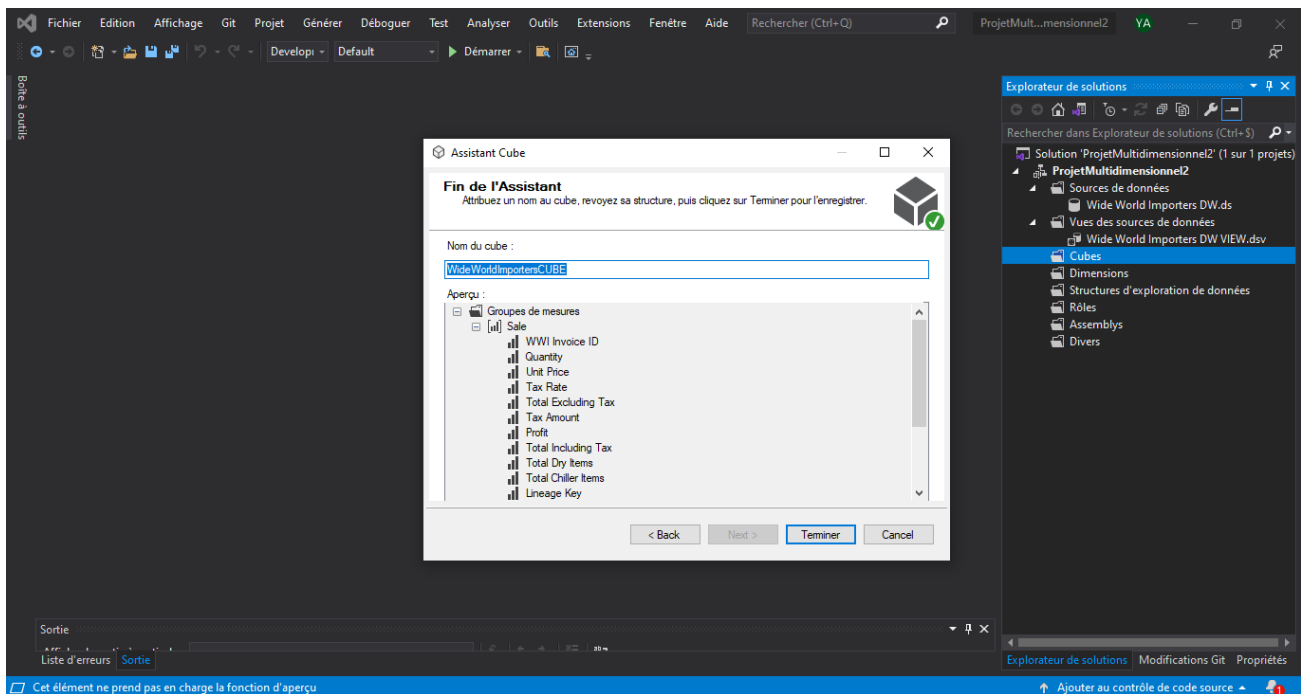 Fichier Edition Affichage Git Projet Générer Déboguer Test Analyser Outils Extensions Fenêtre Aide Rechercher (Ctrl+Q) ProjetMult...mensionnel2 YA
Develop Default Démarrer
Boîte à outils
Explorateur de solutions
Rechercher dans Explorateur de solutions (Ctrl+$)
Solution 'ProjetMultidimensionnel2' (1 sur 1 projets)
ProjetMultidimensionnel2
Sources de données
Wide World Importers DW.ds
Vues des sources de données
Wide World Importers DW VIEW.dsv
Cubes
Dimensions
Structures d'exploration de données
Rôles
Assemblys
Divers
Assistant Cube
Fin de l'Assistant
Attribuez un nom au cube, revoyez sa structure, puis cliquez sur Terminer pour l'enregistrer.
Nom du cube :
WideWorldImportersCUBE
Aperçu :
Groupes de mesures
Sale
WWI Invoice ID
Quantity
Unit Price
Tax Rate
Total Excluding Tax
Tax Amount
Profit
Total Including Tax
Total Dry Items
Total Chiller Items
Lineage Key
< Back Next > Terminer Cancel
Sortie
Liste d'erreurs Sortie
Explorateur de solutions Modifications Git Propriétés
Cet élément ne prend pas en charge la fonction d'aperçu
Ajouter au contrôle de code source
1